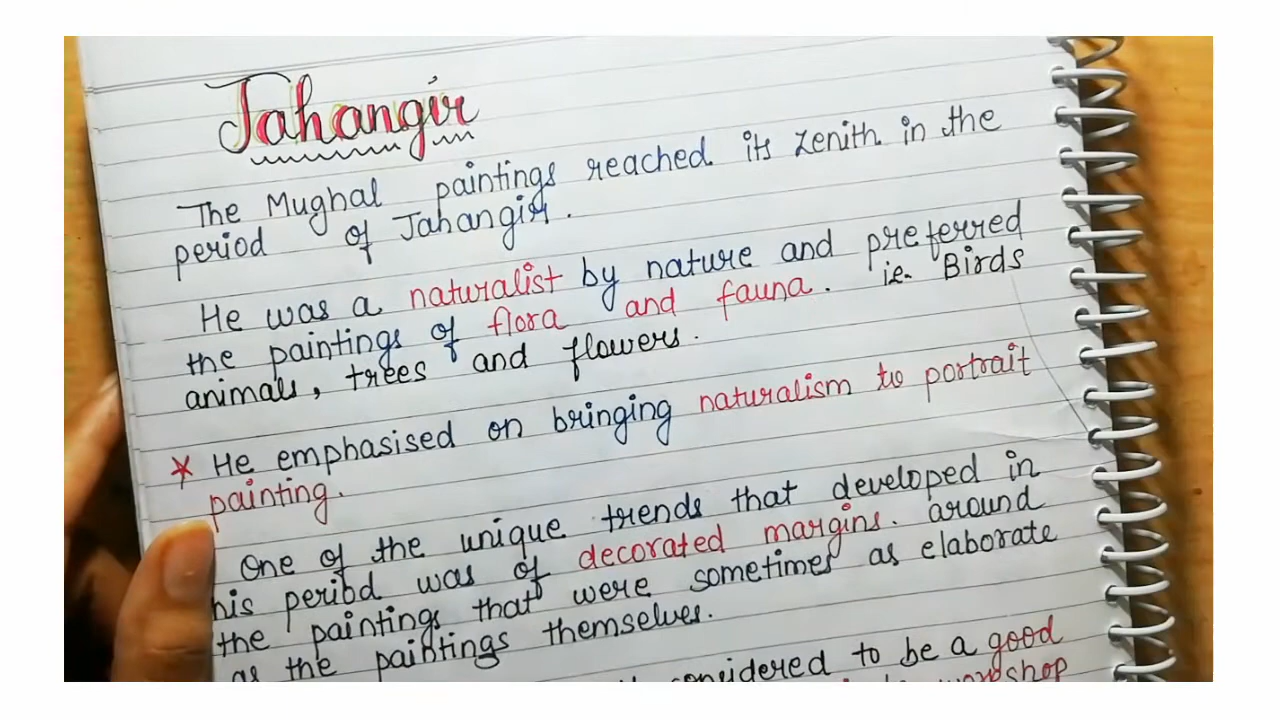 Jahangir
The Mughal paintings reached its zenith in the
period of Jahangir.
He was a naturalist by nature and preferred
the paintings of flora and fauna. ie. Birds
animals, trees and flowers.
* He emphasised on bringing naturalism to portrait
painting.
One of the unique trends that developed in
his period was of decorated margins. around
the paintings that were sometimes as elaborate
as the paintings themselves.
considered to be a good
workshop